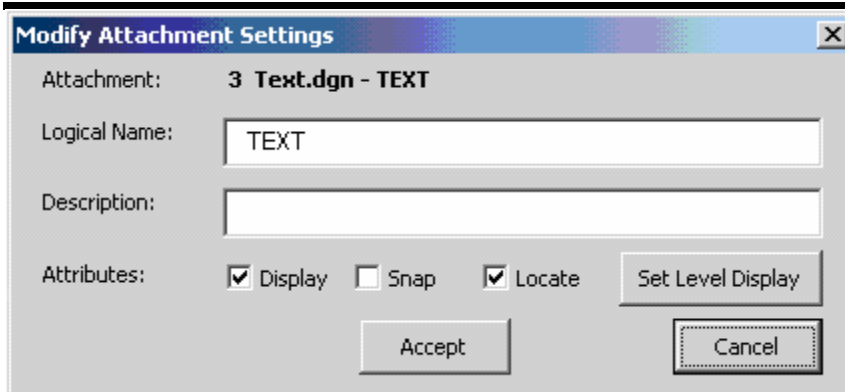 Modify Attachment Settings
Attachment: 3 Text.dgn - TEXT
Logical Name: TEXT
Description:
Attributes: Display Snap Locate Set Level Display
Accept Cancel